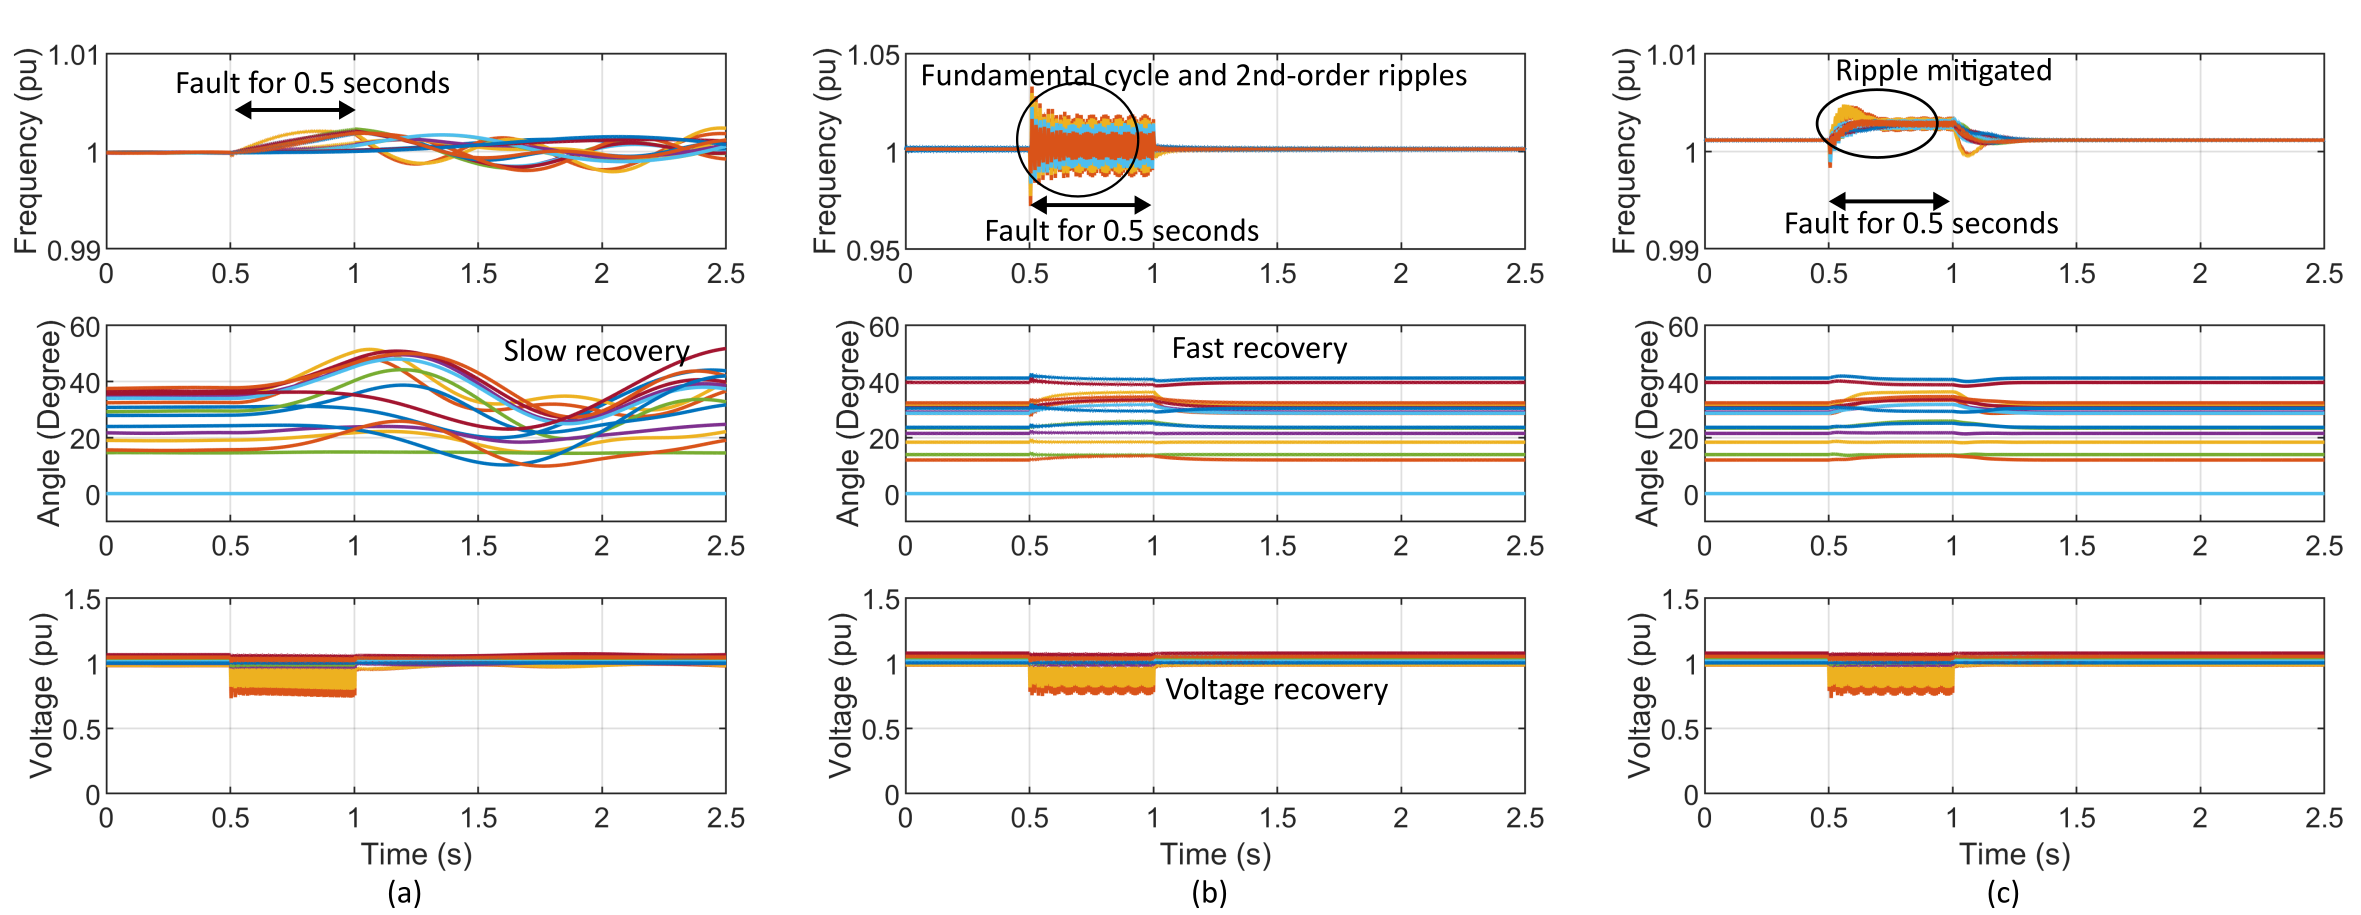 Frequency (pu)
1.01
1
0.99
Fault for 0.5 seconds
0 0.5 1 1.5 2 2.5
Angle (Degree)
60
40
20
0
Slow recovery
0 0.5 1 1.5 2 2.5
Voltage (pu)
1.5
1
0.5
0
0 0.5 1 1.5 2 2.5
Time (s)
(a)
Frequency (pu)
1.05
1
0.95
Fundamental cycle and 2nd-order ripples
Fault for 0.5 seconds
0 0.5 1 1.5 2 2.5
Angle (Degree)
60
40
20
0
Fast recovery
0 0.5 1 1.5 2 2.5
Voltage (pu)
1.5
1
0.5
0
Voltage recovery
0 0.5 1 1.5 2 2.5
Time (s)
(b)
Frequency (pu)
1.01
1
0.99
Ripple mitigated
Fault for 0.5 seconds
0 0.5 1 1.5 2 2.5
Angle (Degree)
60
40
20
0
0 0.5 1 1.5 2 2.5
Voltage (pu)
1.5
1
0.5
0
0 0.5 1 1.5 2 2.5
Time (s)
(c)